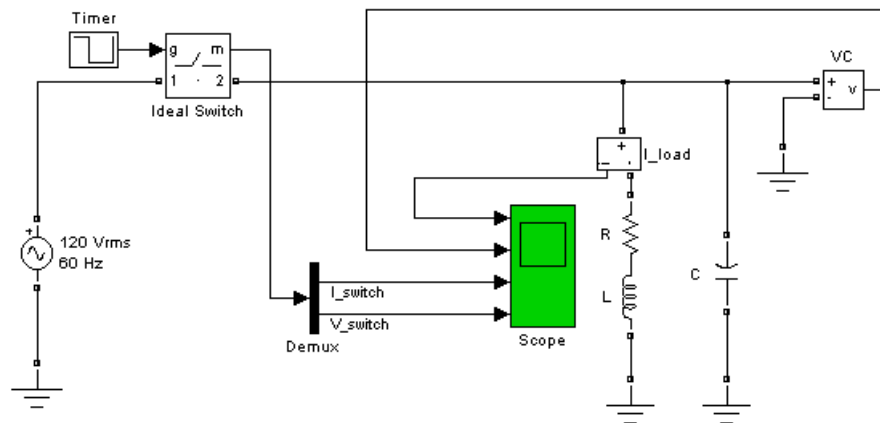 Timer
g m
1 2
Ideal Switch
VC
+
-
v
+
I_load
120 Vrms
60 Hz
+
R
L
C
I_switch
V_switch
Demux
Scope